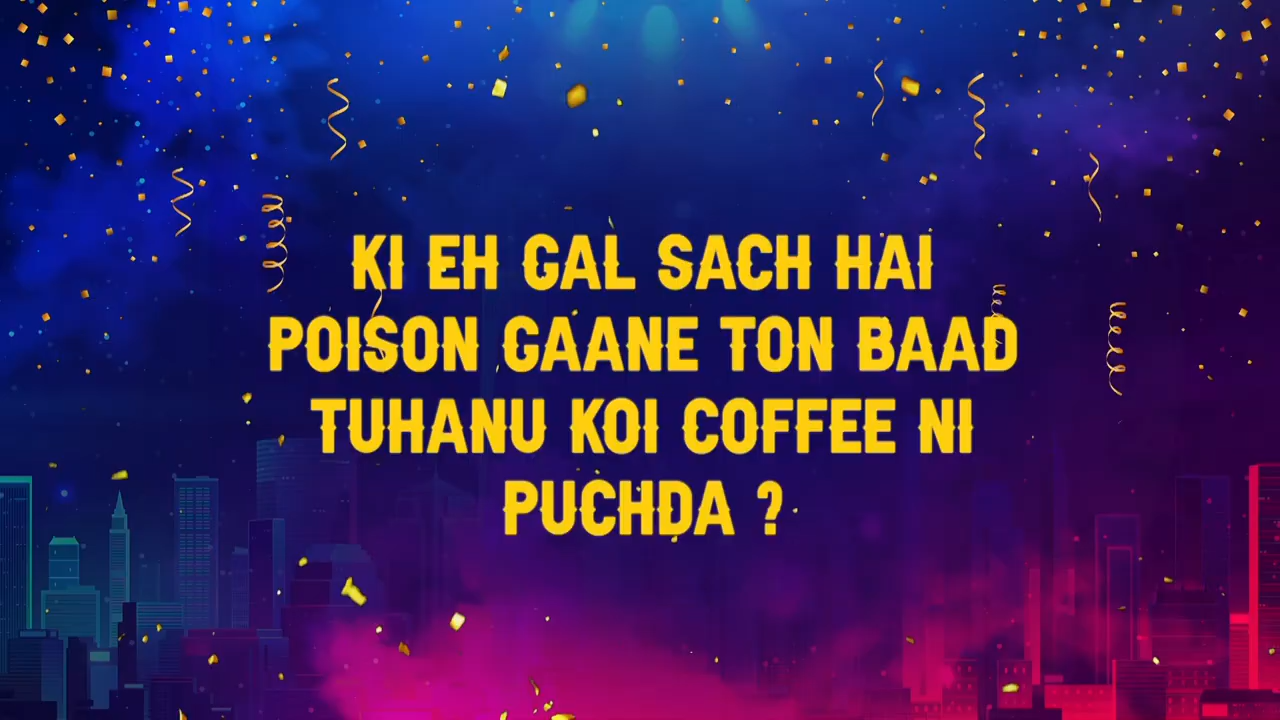 KI EH GAL SACH HAI
POISON GAANE TON BAAD
TUHANU KOI COFFEE NI
PUCHDA ?